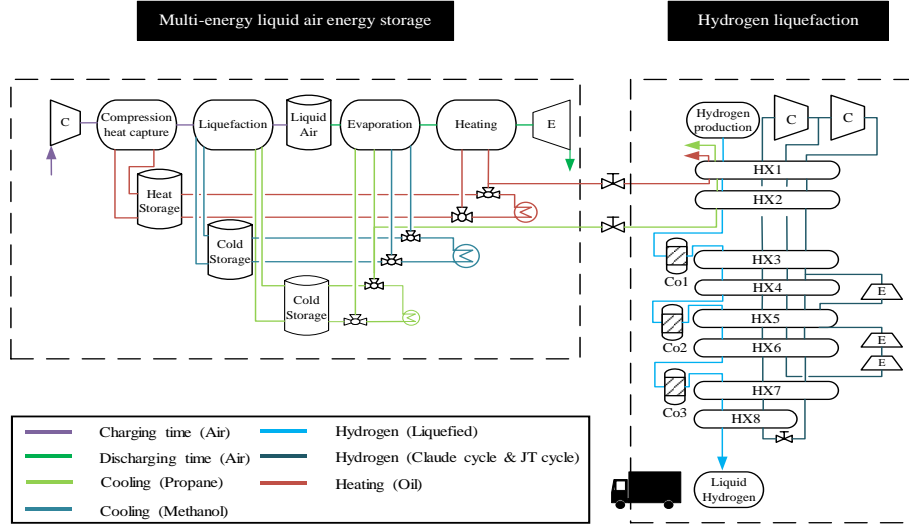 Multi-energy liquid air energy storage
Hydrogen liquefaction
C
Compression
heat capture
Liquefaction
Liquid
Air
Evaporation
Heating
E
Heat
Storage
Cold
Storage
Cold
Storage
Hydrogen
production
C
C
HX1
HX2
HX3
Co1
HX4
E
HX5
Co2
HX6
E
E
HX7
Co3
HX8
Liquid
Hydrogen
Charging time (Air)
Discharging time (Air)
Cooling (Propane)
Cooling (Methanol)
Hydrogen (Liquefied)
Hydrogen (Claude cycle & JT cycle)
Heating (Oil)